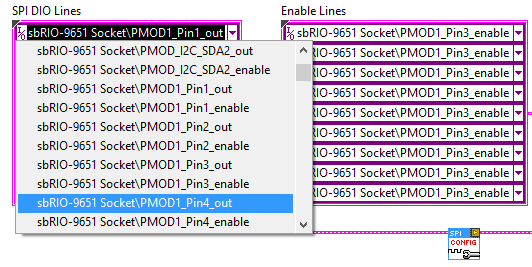 SPI DIO Lines
Enable Lines
I/O sbRIO-9651 Socket\PMOD1_Pin1_out
sbRIO-9651 Socket\PMOD_I2C_SDA2_out
sbRIO-9651 Socket\PMOD_I2C_SDA2_enable
sbRIO-9651 Socket\PMOD1_Pin1_out
sbRIO-9651 Socket\PMOD1_Pin1_enable
sbRIO-9651 Socket\PMOD1_Pin2_out
sbRIO-9651 Socket\PMOD1_Pin2_enable
sbRIO-9651 Socket\PMOD1_Pin3_out
sbRIO-9651 Socket\PMOD1_Pin3_enable
sbRIO-9651 Socket\PMOD1_Pin4_out
sbRIO-9651 Socket\PMOD1_Pin4_enable
I/O sbRIO-9651 Socket\PMOD1_Pin3_enable
sbRIO-9651 Socket\PMOD1_Pin3_enable
sbRIO-9651 Socket\PMOD1_Pin3_enable
sbRIO-9651 Socket\PMOD1_Pin3_enable
sbRIO-9651 Socket\PMOD1_Pin3_enable
sbRIO-9651 Socket\PMOD1_Pin3_enable
sbRIO-9651 Socket\PMOD1_Pin3_enable
sbRIO-9651 Socket\PMOD1_Pin3_enable
sbRIO-9651 Socket\PMOD1_Pin3_enable
SPI
CONFIG